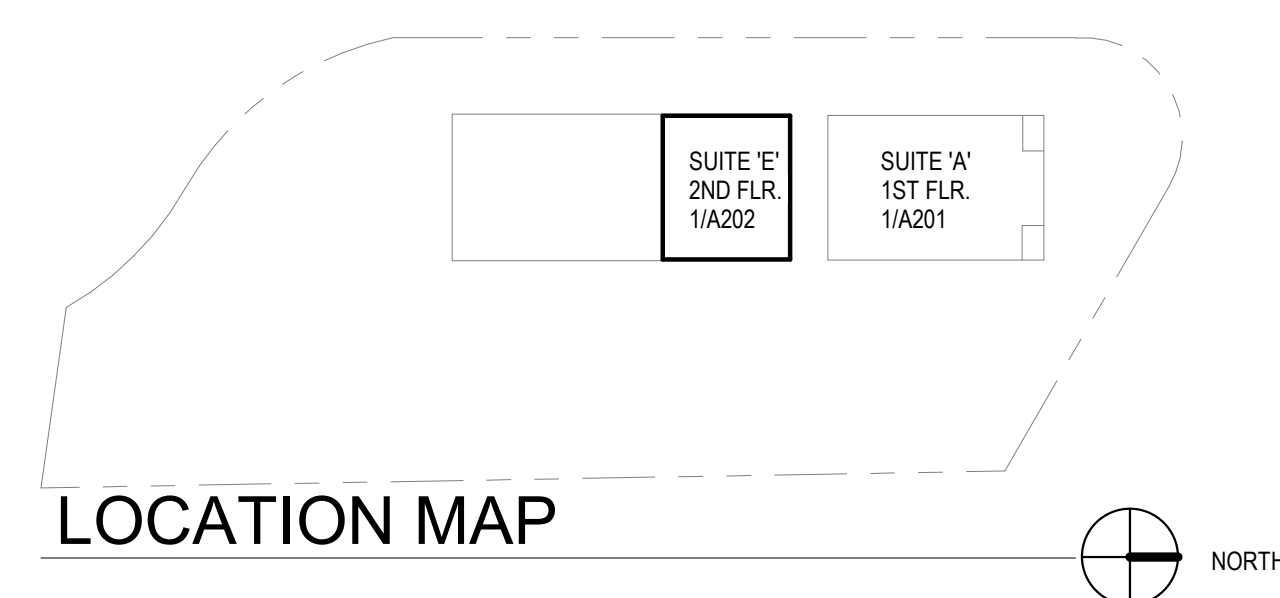 SUITE 'E'
2ND FLR.
1/A202
SUITE 'A'
1ST FLR.
1/A201
LOCATION MAP
NORTH